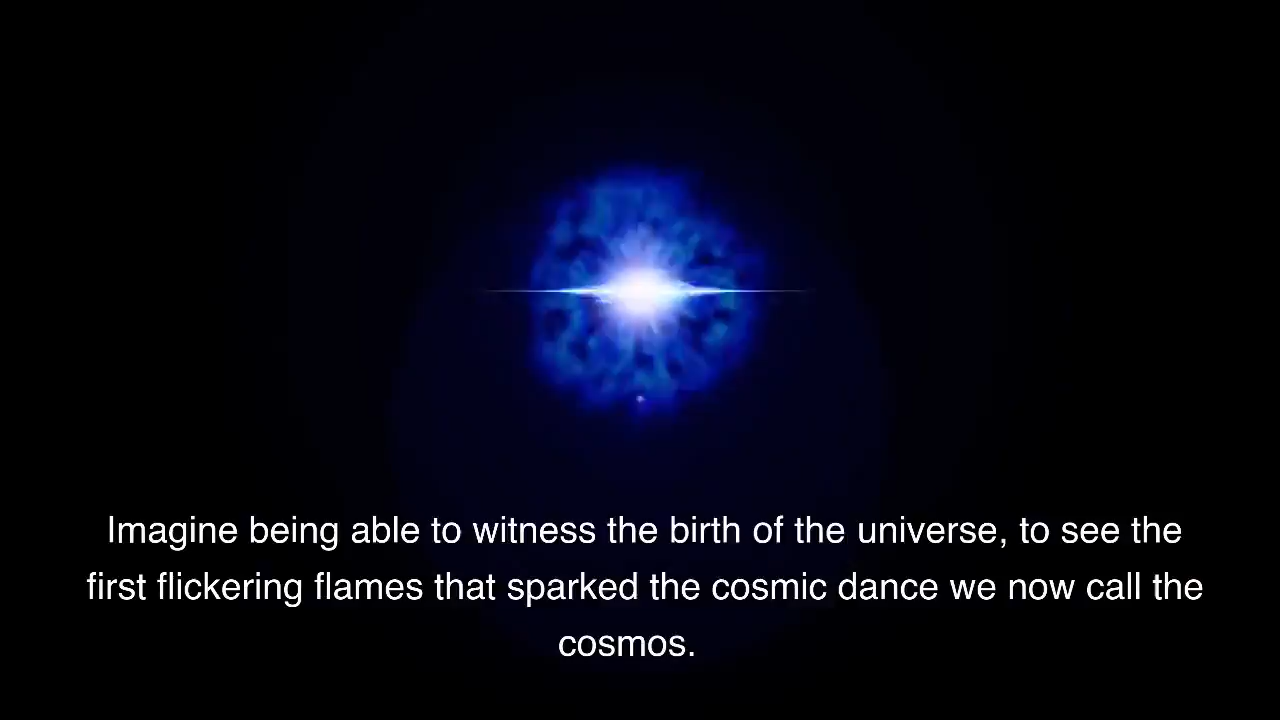 Imagine being able to witness the birth of the universe, to see the
first flickering flames that sparked the cosmic dance we now call the
cosmos.